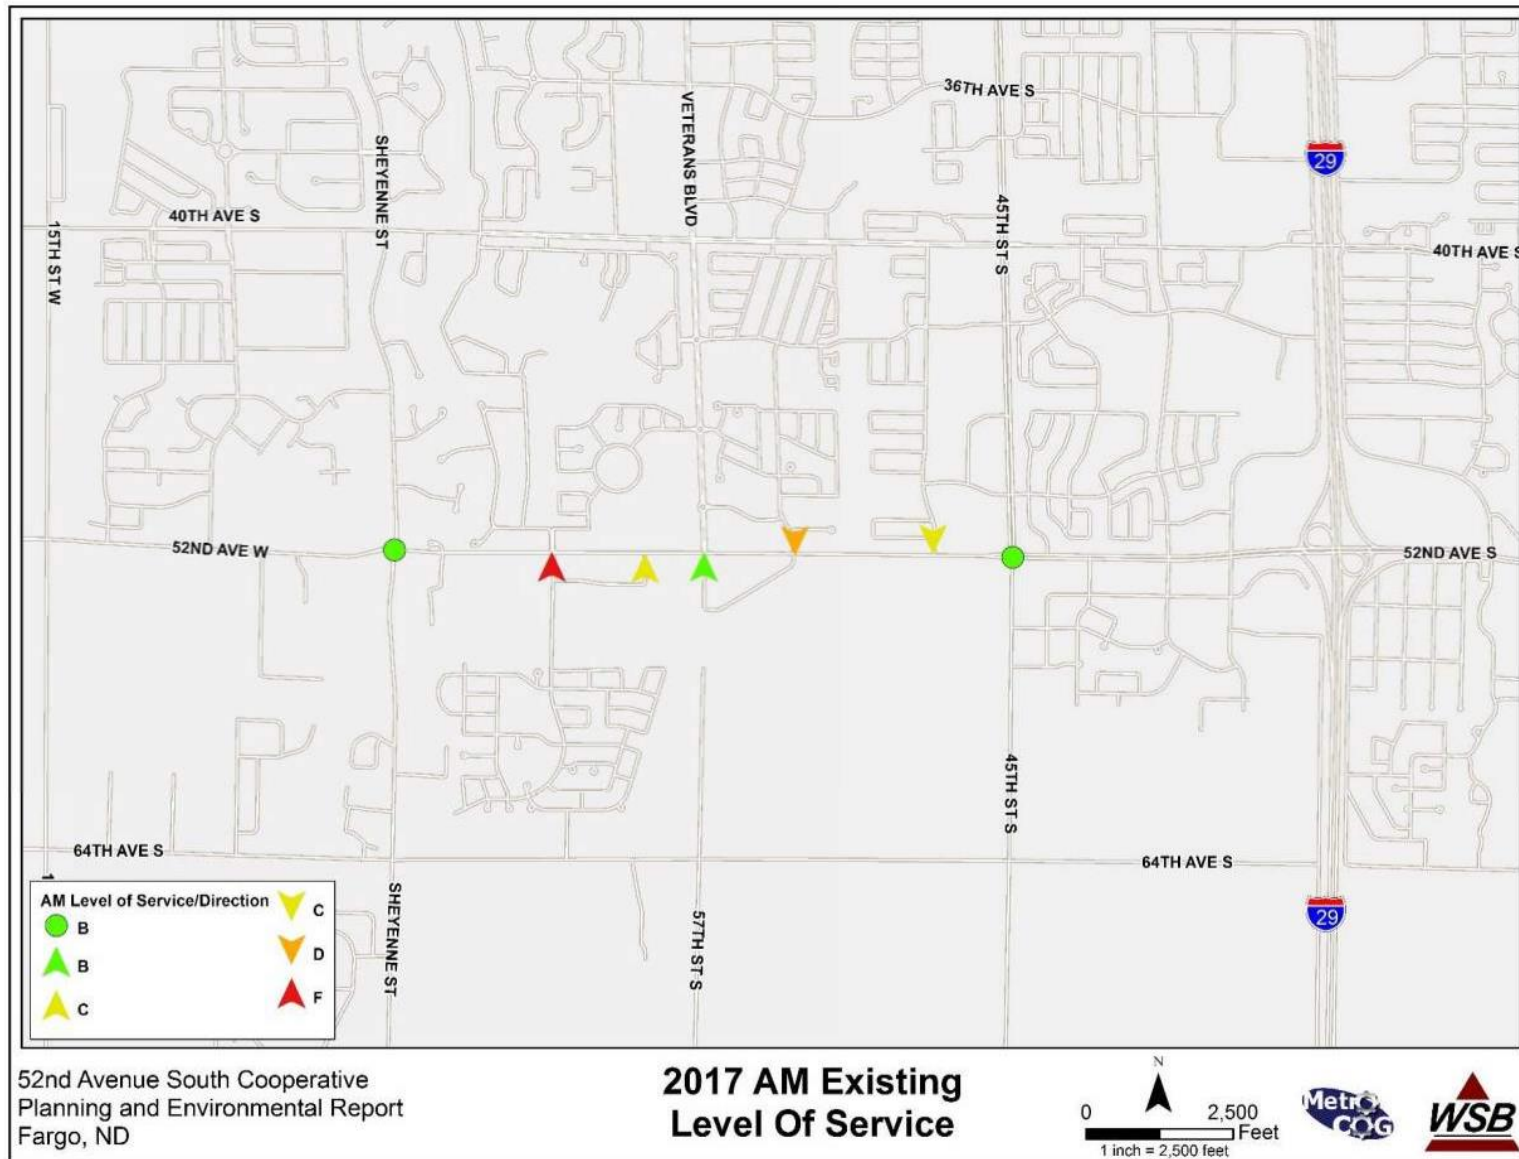 36TH AVE S
VETERANS BLVD
SHEYENNE ST
29
40TH AVE S
15TH ST W
45TH ST S
40TH AVE S
52ND AVE W
52ND AVE S
45TH ST S
64TH AVE S
64TH AVE S
1
AM Level of Service/Direction
B
B
C
C
D
F
SHEYENNE ST
57TH ST S
29
52nd Avenue South Cooperative
Planning and Environmental Report
Fargo, ND
2017 AM Existing
Level Of Service
N
0 2,500
Feet
1 inch = 2,500 feet
Metro
COG
WSB